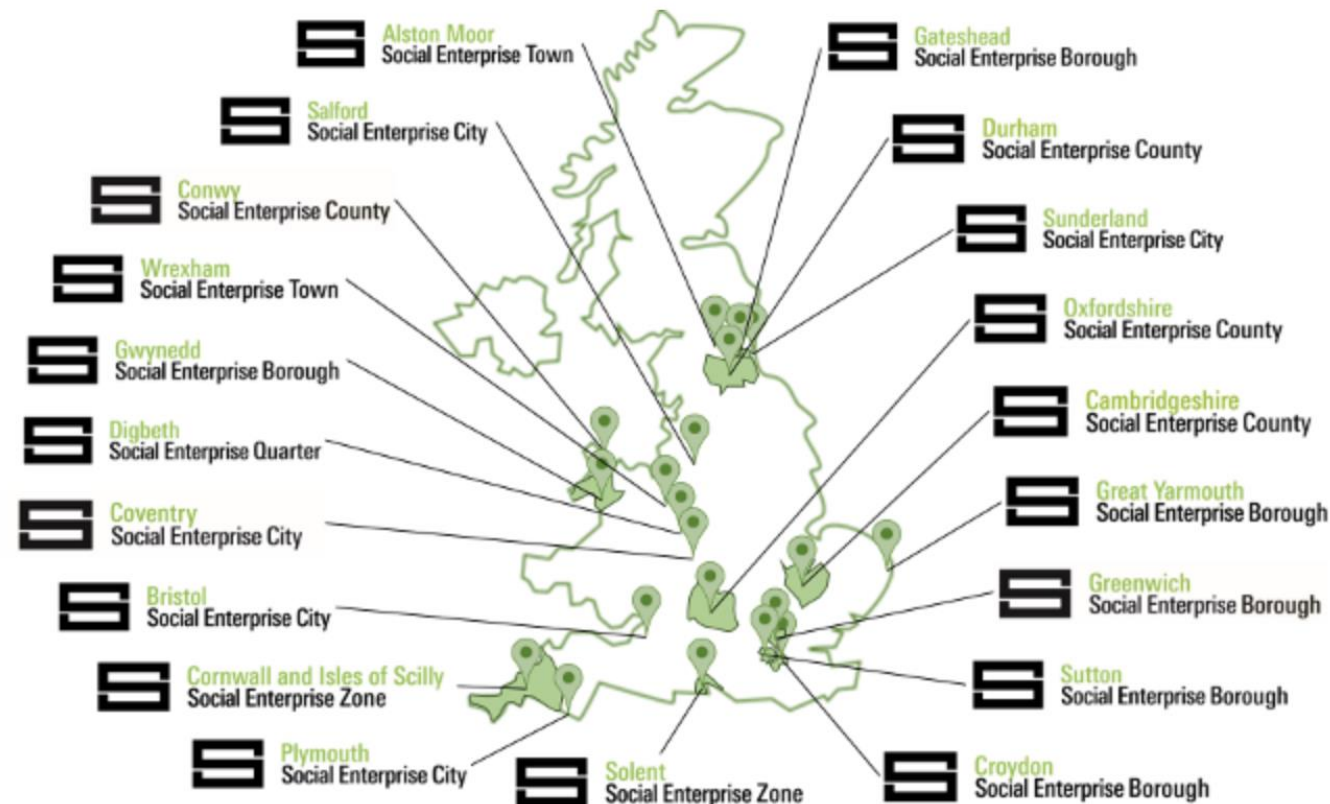 Alston Moor
Social Enterprise Town
Gateshead
Social Enterprise Borough
Salford
Social Enterprise City
Durham
Social Enterprise County
Conwy
Social Enterprise County
Sunderland
Social Enterprise City
Wrexham
Social Enterprise Town
Oxfordshire
Social Enterprise County
Gwynedd
Social Enterprise Borough
Cambridgeshire
Social Enterprise County
Digbeth
Social Enterprise Quarter
Great Yarmouth
Social Enterprise Borough
Coventry
Social Enterprise City
Greenwich
Social Enterprise Borough
Bristol
Social Enterprise City
Cornwall and Isles of Scilly
Social Enterprise Zone
Sutton
Social Enterprise Borough
Plymouth
Social Enterprise City
Solent
Social Enterprise Zone
Croydon
Social Enterprise Borough